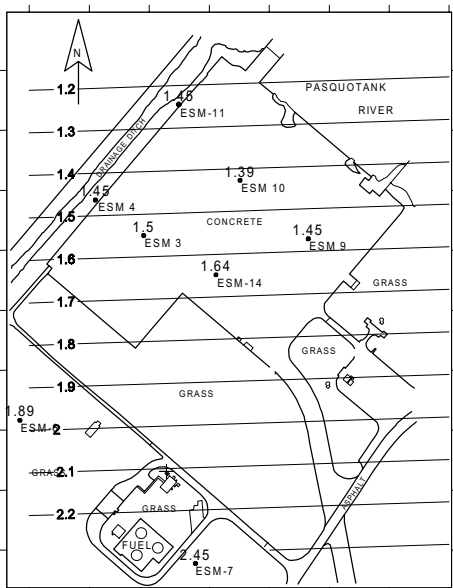 N
1.2
1.45
ESM-11
PASQUOTANK
RIVER
1.3
DRAINAGE DITCH
1.4
1.39
ESM 10
1.45
ESM 4
1.5
CONCRETE
1.5
ESM 3
1.45
ESM 9
1.6
1.64
ESM-14
GRASS
1.7
1.8
GRASS
1.9
GRASS
1.89
2
2.1
GRASS
2.2
ASPHALT
FUEL
2.45
ESM-7